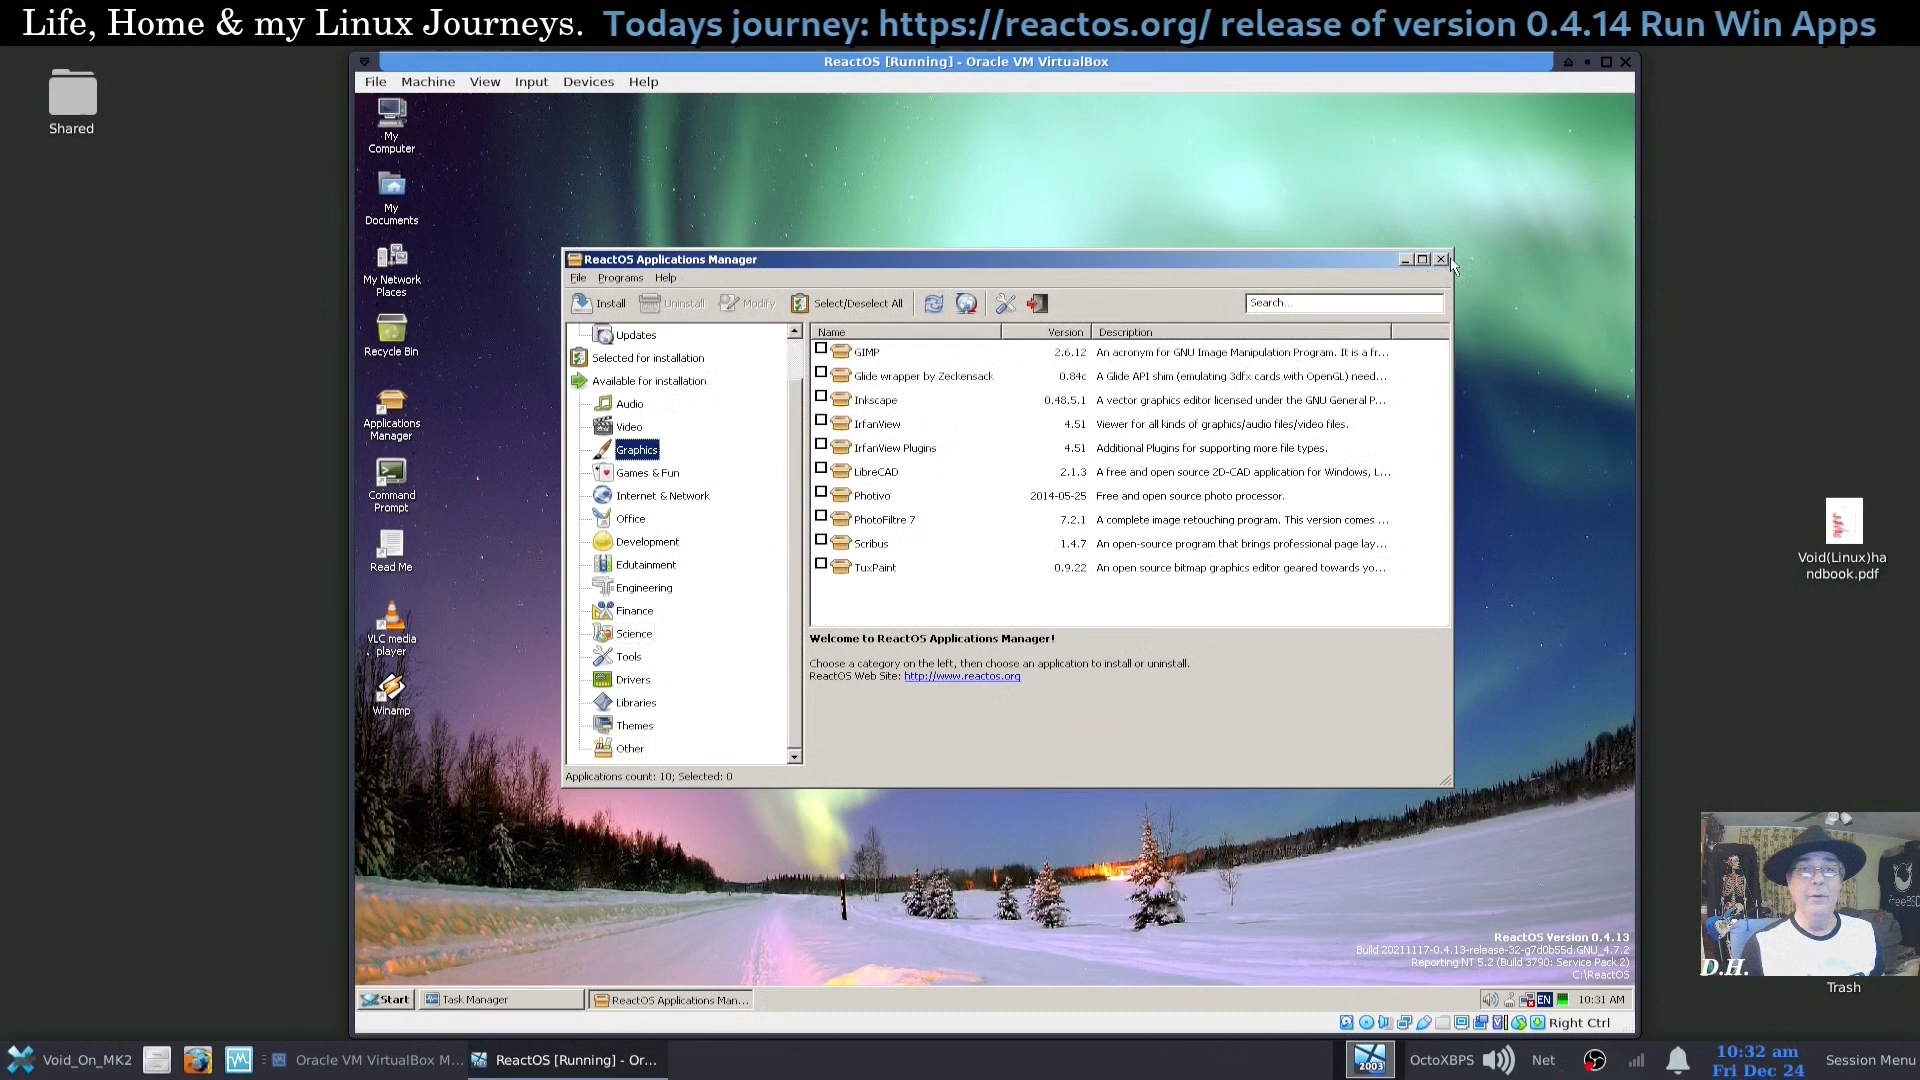 Life, Home & my Linux Journeys. Todays journey: https://reactos.org/ release of version 0.4.14 Run Win Apps
ReactOS [Running] - Oracle VM VirtualBox
File Machine View Input Devices Help
Shared
My Computer
My Documents
My Network Places
Recycle Bin
Applications Manager
Command Prompt
Read Me
VLC media player
Winamp
ReactOS Applications Manager
File Programs Help
Install Uninstall Modify Select/Deselect All Search...
Updates
Selected for installation
Available for installation
Audio
Video
Graphics
Games & Fun
Internet & Network
Office
Development
Edutainment
Engineering
Finance
Science
Tools
Drivers
Libraries
Themes
Other
Name Version Description
GIMP 2.6.12 An acronym for GNU Image Manipulation Program. It is a fr...
Glide wrapper by Zeckensack 0.84c A Glide API shim (emulating 3dfx cards with OpenGL) need...
Inkscape 0.48.5.1 A vector graphics editor licensed under the GNU General P...
IrfanView 4.51 Viewer for all kinds of graphics/audio files/video files.
IrfanView Plugins 4.51 Additional Plugins for supporting more file types.
LibreCAD 2.1.3 A free and open source 2D-CAD application for Windows, L...
Photivo 2014-05-25 Free and open source photo processor.
PhotoFiltre 7 7.2.1 A complete image retouching program. This version comes ...
Scribus 1.4.7 An open-source program that brings professional page lay...
TuxPaint 0.9.22 An open source bitmap graphics editor geared towards yo...
Welcome to ReactOS Applications Manager!
Choose a category on the left, then choose an application to install or uninstall.
ReactOS Web Site: http://www.reactos.org
Applications count: 10; Selected: 0
Void(Linux)ha
ndbook.pdf
ReactOS Version 0.4.13
Build 20211117-0.4.13-release-32-g7d0b55d.GNU_4.7.2
Reporting NT 5.2 (Build 3790: Service Pack 2)
C:\ReactOS
D.H.
Trash
Start Task Manager ReactOS Applications Man... EN 10:31 AM
Right Ctrl
Void_On_MK2 Oracle VM VirtualBox M... ReactOS [Running] - Or... 2003 OctoXBPS Net 10:32 am Session Menu
Fri Dec 24